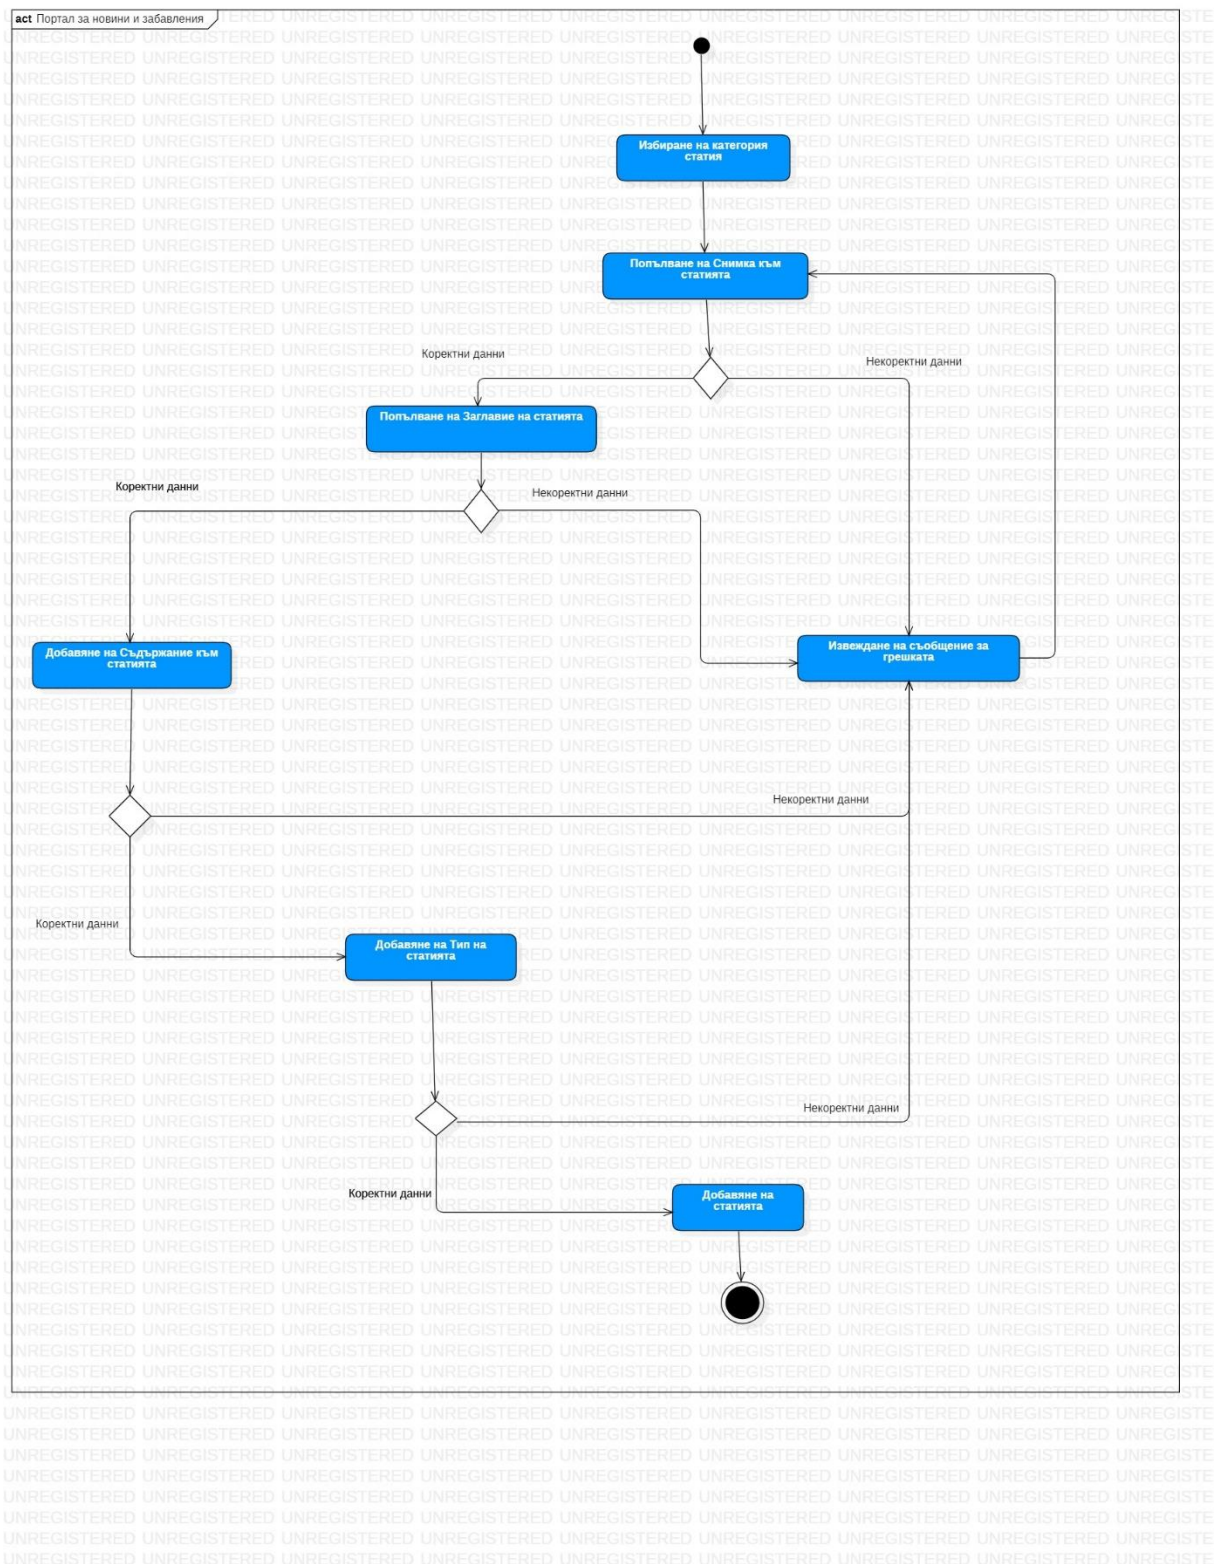 act Портал за новини и забавления
Избиране на категория
статия
Попълване на Снимка към
статията
Коректни данни
Некоректни данни
Попълване на Заглавие на статията
Коректни данни
Некоректни данни
Добавяне на Съдържание към
статията
Извеждане на съобщение за
грешката
Некоректни данни
Коректни данни
Добавяне на Тип на
статията
Некоректни данни
Коректни данни
Добавяне на
статията
UNREGISTERED